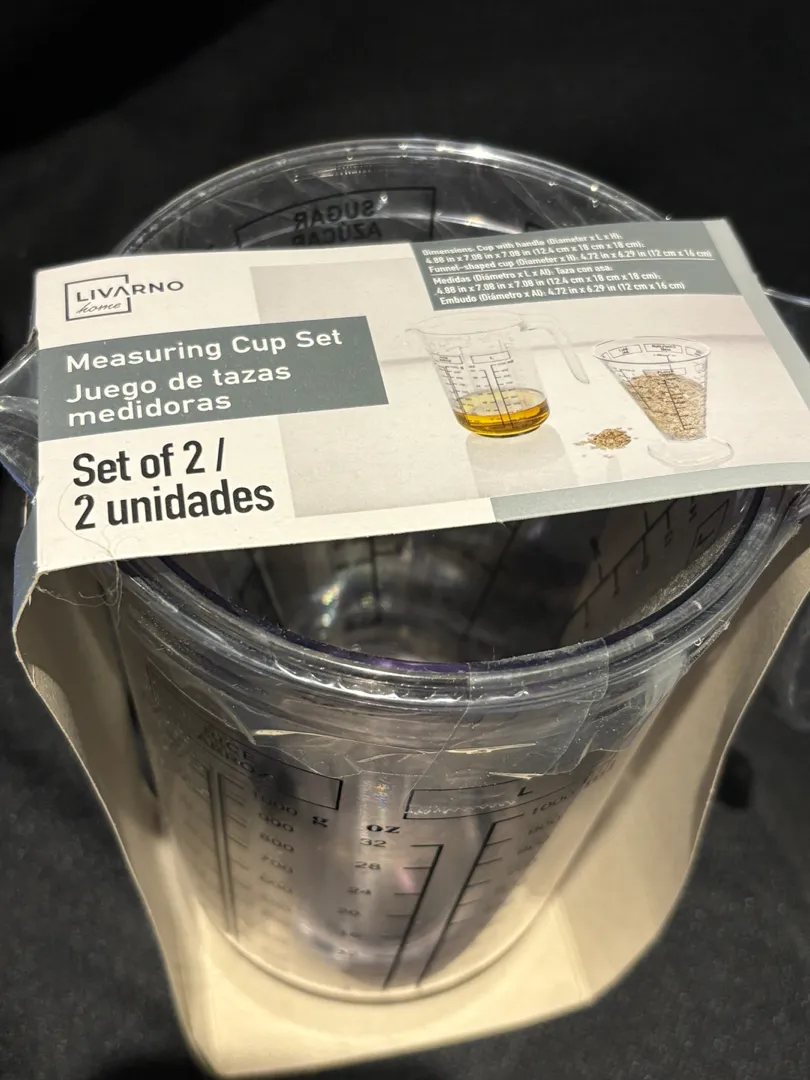 SUGAR
AZÚCAR
LIVARNO
home
Measuring Cup Set
Juego de tazas
medidoras
Set of 2 /
2 unidades
Dimensions: Cup with handle (Diameter x L x H):
4.88 in x 7.08 in x 7.08 in (12.4 cm x 18 cm x 18 cm);
Funnel-shaped cup (Diameter x H): 4.72 in x 6.29 in (12 cm x 16 cm)
Medidas (Diámetro x L x Al): Taza con asa:
4.88 in x 7.08 in x 7.08 in (12.4 cm x 18 cm x 18 cm);
Embudo (Diámetro x Al): 4.72 in x 6.29 in (12 cm x 16 cm)
g oz L
1000
900 32
800 28
700 24
20